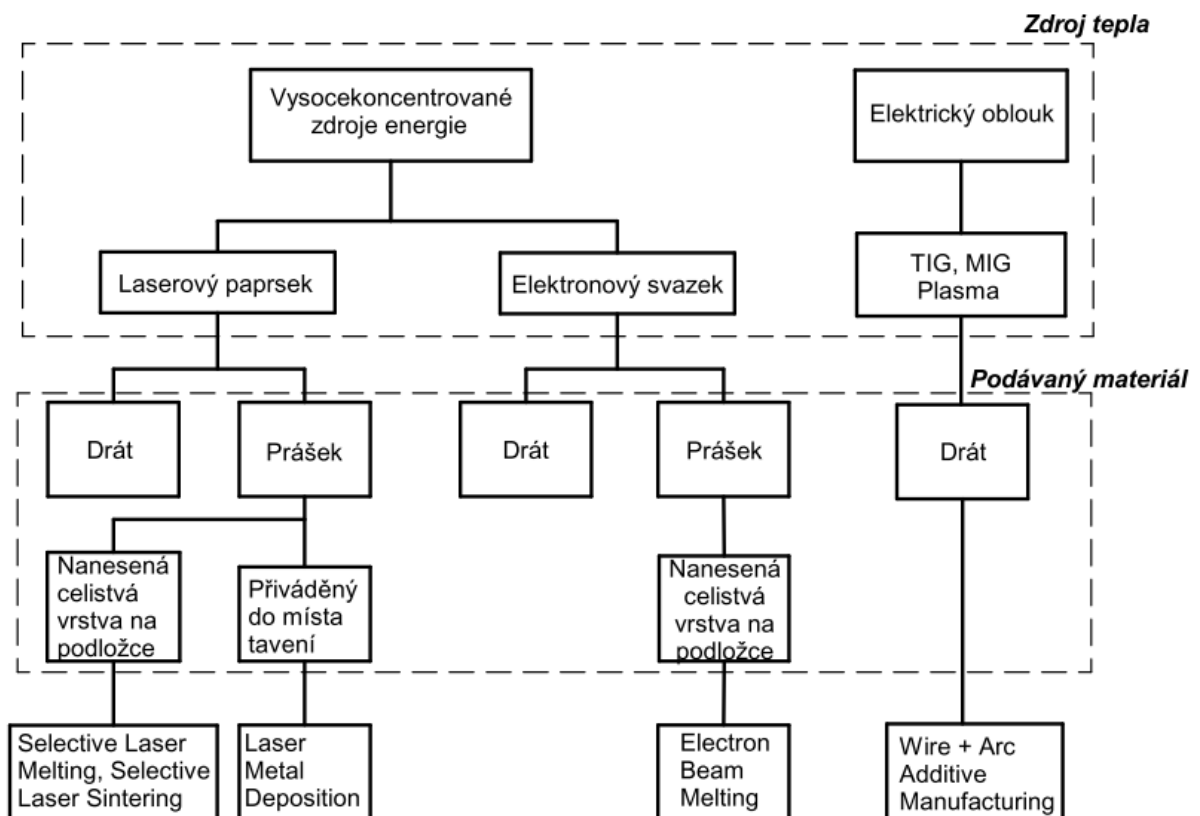 Zdroj tepla
Vysocekoncentrované
zdroje energie
Elektrický oblouk
Laserový paprsek
Elektronový svazek
TIG, MIG
Plasma
Podávaný materiál
Drát
Prášek
Drát
Prášek
Drát
Nanesená
celistvá
vrstva na
podložce
Přiváděný
do místa
tavení
Nanesená
celistvá
vrstva na
podložce
Selective Laser
Melting, Selective
Laser Sintering
Laser
Metal
Deposition
Electron
Beam
Melting
Wire + Arc
Additive
Manufacturing